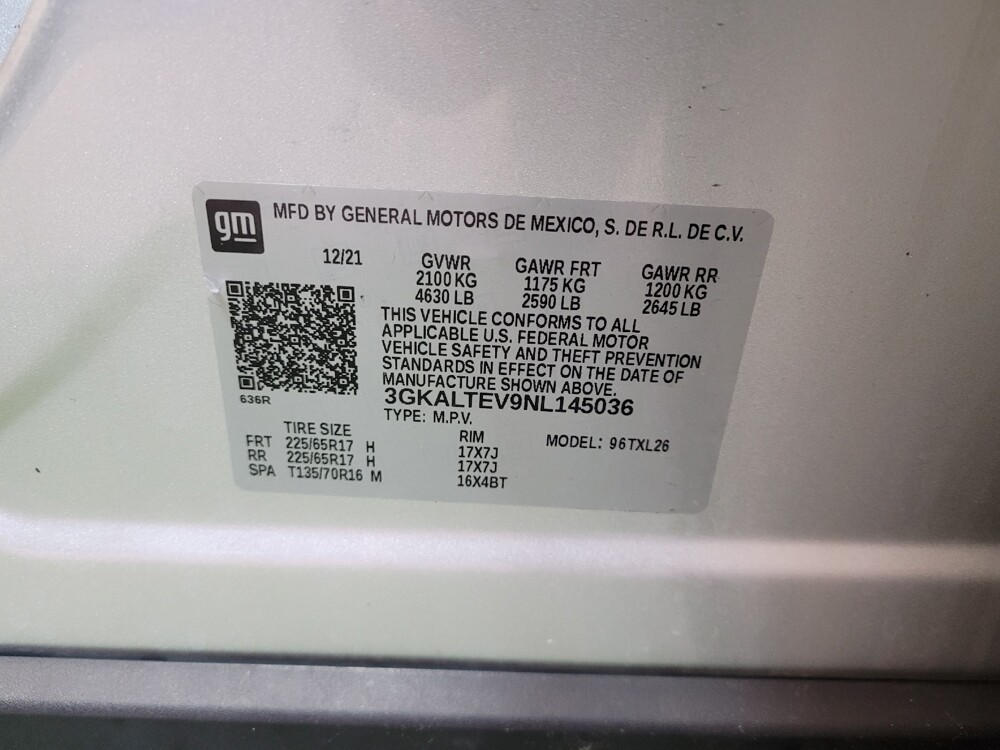 gm
MFD BY GENERAL MOTORS DE MEXICO, S. DE R.L. DE C.V.
12/21 GVWR GAWR FRT GAWR RR
2100 KG 1175 KG 1200 KG
4630 LB 2590 LB 2645 LB
THIS VEHICLE CONFORMS TO ALL
APPLICABLE U.S. FEDERAL MOTOR
VEHICLE SAFETY AND THEFT PREVENTION
STANDARDS IN EFFECT ON THE DATE OF
MANUFACTURE SHOWN ABOVE.
636R 3GKALTEV9NL145036
TYPE: M.P.V.
TIRE SIZE RIM MODEL: 96TXL26
FRT 225/65R17 H 17X7J
RR 225/65R17 H 17X7J
SPA T135/70R16 M 16X4BT